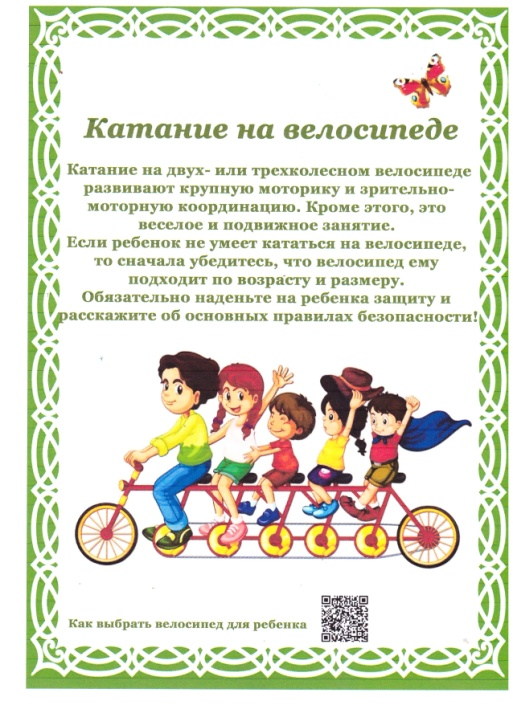 Катание на велосипеде
Катание на двух- или трехколесном велосипеде
развивают крупную моторику и зрительно-
моторную координацию. Кроме этого, это
веселое и подвижное занятие.
Если ребенок не умеет кататься на велосипеде,
то сначала убедитесь, что велосипед ему
подходит по возрасту и размеру.
Обязательно наденьте на ребенка защиту и
расскажите об основных правилах безопасности!
Как выбрать велосипед для ребенка